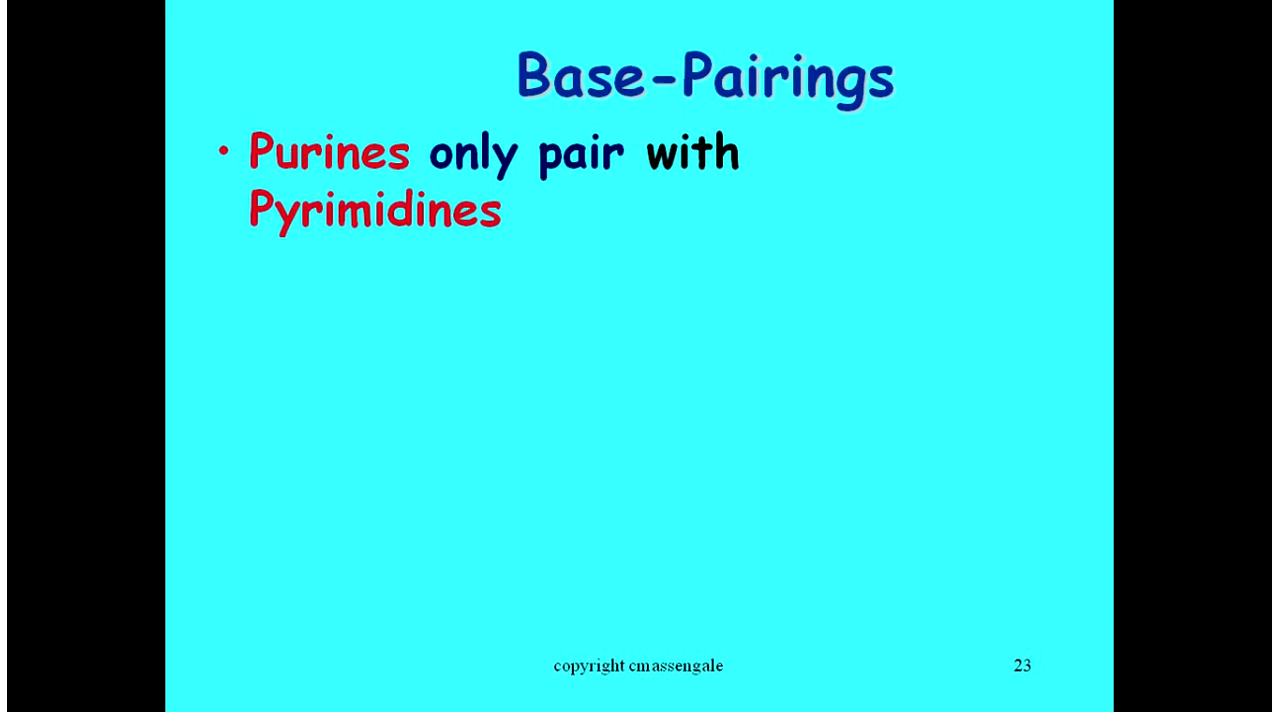 Base-Pairings
• Purines only pair with
Pyrimidines
copyright cmassengale
23